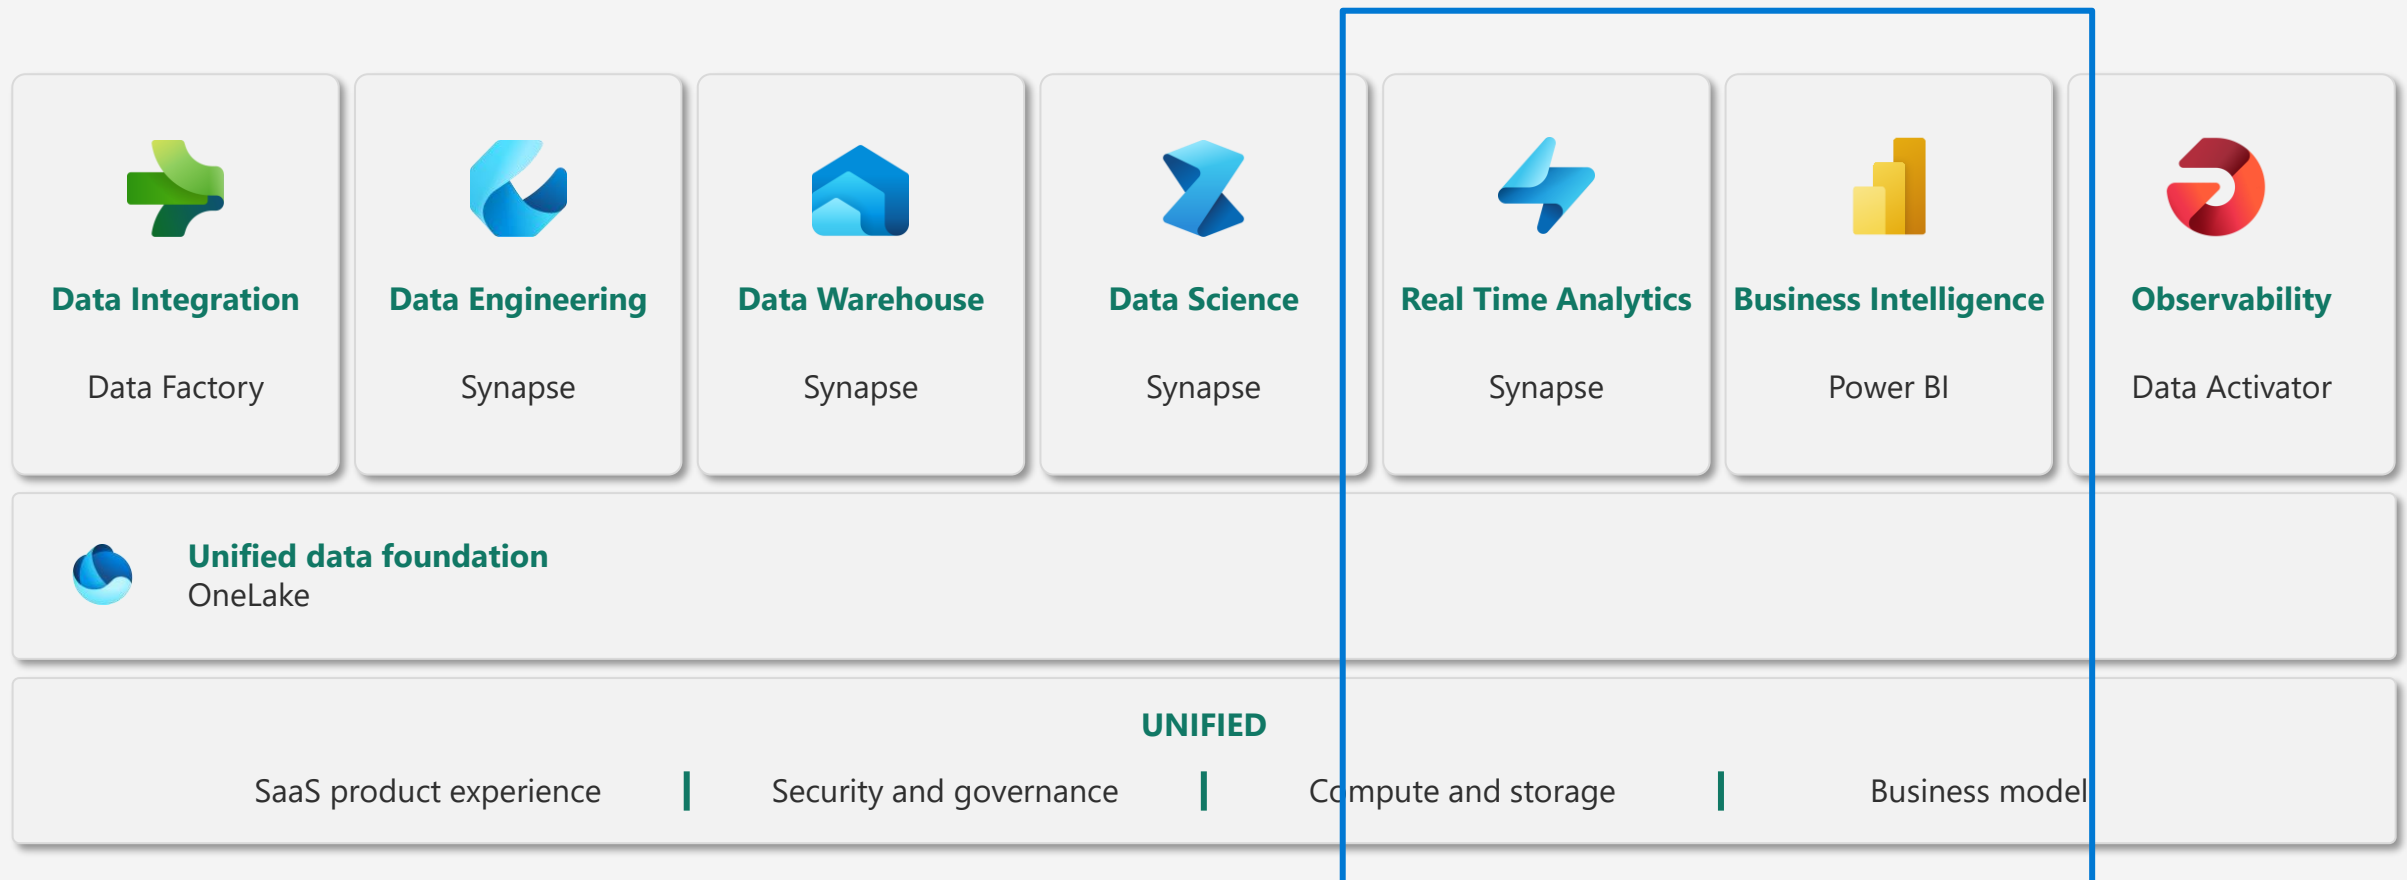 Data Integration
Data Factory
Data Engineering
Synapse
Data Warehouse
Synapse
Data Science
Synapse
Real Time Analytics
Synapse
Business Intelligence
Power BI
Observability
Data Activator
Unified data foundation
OneLake
UNIFIED
SaaS product experience
Security and governance
Compute and storage
Business model